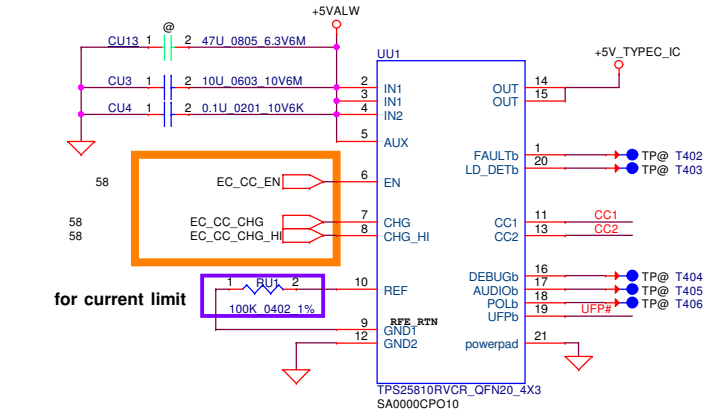 +5VALW
@
CU13 1 2 47U_0805_6.3V6M
UU1
+5V_TYPEC_IC
CU3 1 2 10U_0603_10V6M
2 IN1 OUT 14
3 IN1 OUT 15
CU4 1 2 0.1U_0201_10V6K
4 IN2
5 AUX
FAULTb 1 TP@ T402
LD_DETb 20 TP@ T403
58 EC_CC_EN 6 EN
58 EC_CC_CHG 7 CHG CC1 11 CC1
58 EC_CC_CHG_HI 8 CHG_HI CC2 13 CC2
DEBUGb 16 TP@ T404
1 RU1 2 10 REF AUDIOb 17 TP@ T405
for current limit
POLb 18 TP@ T406
100K_0402_1%
UFPb 19 UFP#
RFE_RTN
9 GND1
12 GND2 powerpad 21
TPS25810RVCR_QFN20_4X3
SA0000CPO10